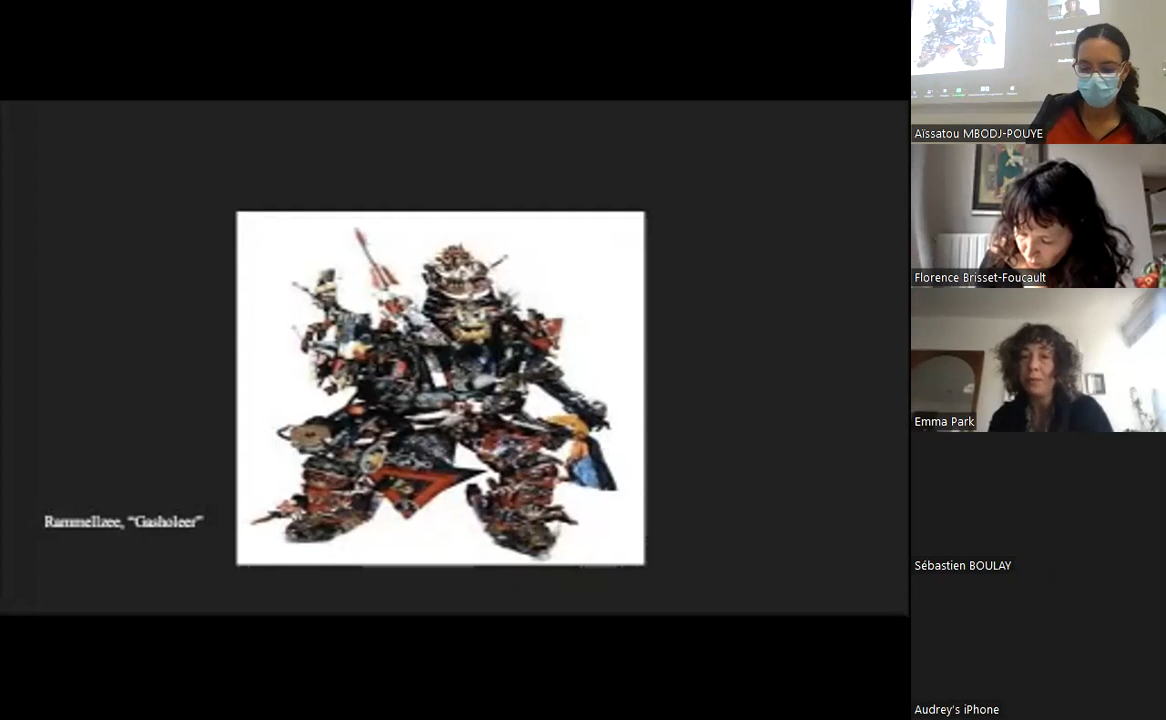 Rammellzee, "Gasholeer"
Aïssatou MBODJ-POUYE
Florence Brisset-Foucault
Emma Park
Sébastien BOULAY
Audrey's iPhone